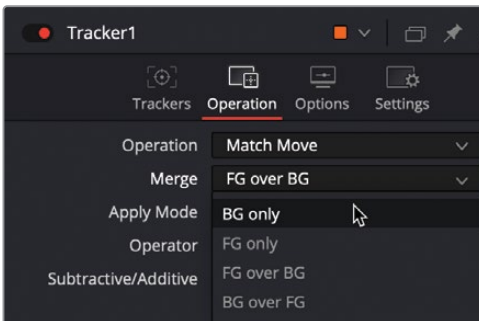 Tracker1
Trackers Operation Options Settings
Operation Match Move
Merge FG over BG
Apply Mode BG only
FG only
Operator
FG over BG
Subtractive/Additive
BG over FG